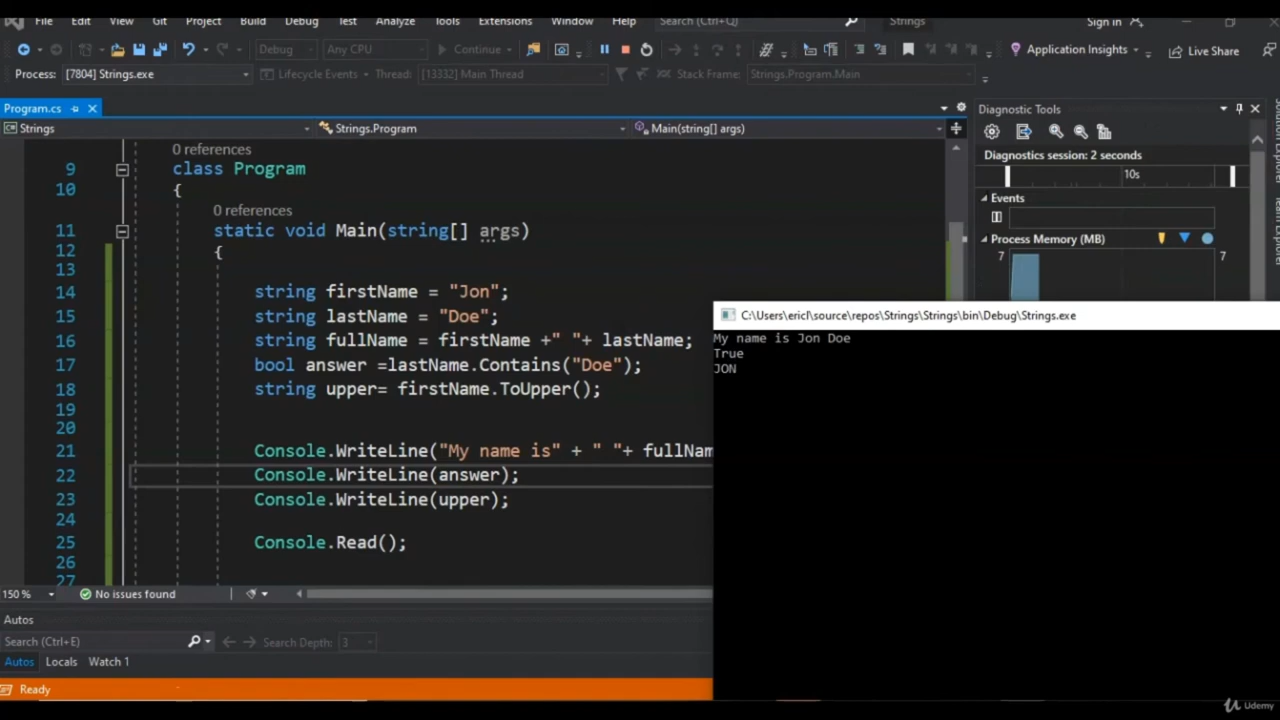 File Edit View Git Project Build Debug Test Analyze Tools Extensions Window Help Search (Ctrl+Q) Strings Sign in
Debug Any CPU Continue Application Insights Live Share
Process: [7804] Strings.exe Lifecycle Events Thread: [13332] Main Thread Stack Frame: Strings.Program.Main
Program.cs
Strings Strings.Program Main(string[] args)
0 references
9 class Program
10 {
0 references
11 static void Main(string[] args)
12 {
13
14 string firstName = "Jon";
15 string lastName = "Doe";
16 string fullName = firstName +" "+ lastName;
17 bool answer =lastName.Contains("Doe");
18 string upper= firstName.ToUpper();
19
20
21 Console.WriteLine("My name is" + " "+ fullNam
22 Console.WriteLine(answer);
23 Console.WriteLine(upper);
24
25 Console.Read();
26
27
150 % No issues found
Autos
Search (Ctrl+E) Search Depth: 3
Autos Locals Watch 1
Ready
Diagnostic Tools
Diagnostics session: 2 seconds
10s
Events
Process Memory (MB)
7 7
C:\Users\ericl\source\repos\Strings\Strings\bin\Debug\Strings.exe
My name is Jon Doe
True
JON
Udemy